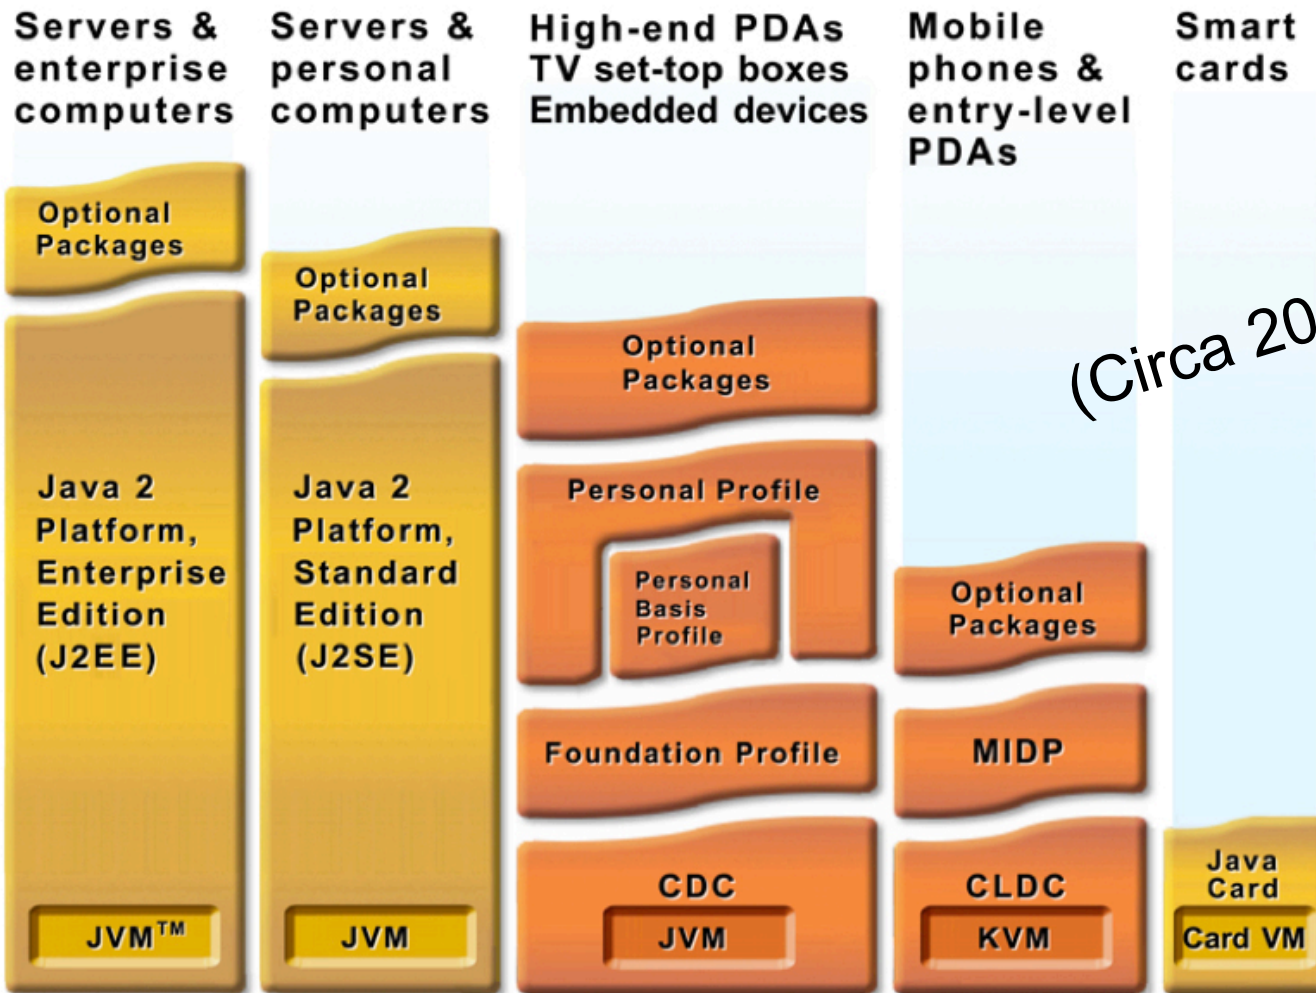 Servers &
enterprise
computers
Servers &
personal
computers
High-end PDAs
TV set-top boxes
Embedded devices
Mobile
phones &
entry-level
PDAs
Smart
cards
Optional
Packages
Java 2
Platform,
Enterprise
Edition
(J2EE)
JVM™
Optional
Packages
Java 2
Platform,
Standard
Edition
(J2SE)
JVM
Optional
Packages
Personal Profile
Personal
Basis
Profile
Foundation Profile
CDC
JVM
Optional
Packages
MIDP
CLDC
KVM
(Circa 20
Java
Card
Card VM